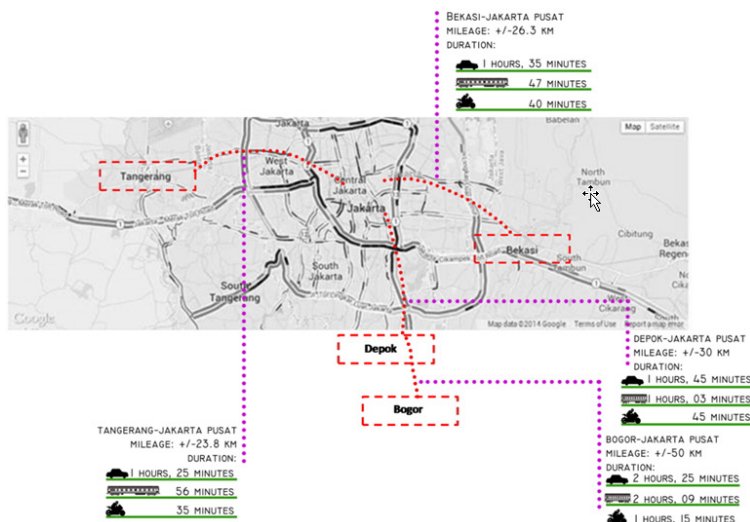 BEKASI-JAKARTA PUSAT
MILEAGE: +/-26.3 KM
DURATION:
1 HOURS, 35 MINUTES
47 MINUTES
40 MINUTES
Jakarta
Babelan
Map
Satellite
Tangerang
West
Jakarta
Central
Jakarta
Jakarta
North
Tambun
Cibitung
Bekasi
South
Tambun
Bekas
Regen
South
Tangerang
South
Jakarta
West
Cikarang
Google
Map data ©2014 Google
Terms of Use
Report a map error
Depok
Bogor
DEPOK-JAKARTA PUSAT
MILEAGE: +/-30 KM
DURATION:
1 HOURS, 45 MINUTES
1 HOURS, 03 MINUTES
45 MINUTES
TANGERANG-JAKARTA PUSAT
MILEAGE: +/-23.8 KM
DURATION:
1 HOURS, 25 MINUTES
56 MINUTES
35 MINUTES
BOGOR-JAKARTA PUSAT
MILEAGE: +/-50 KM
DURATION:
2 HOURS, 25 MINUTES
2 HOURS, 09 MINUTES
1 HOURS, 15 MINUTES